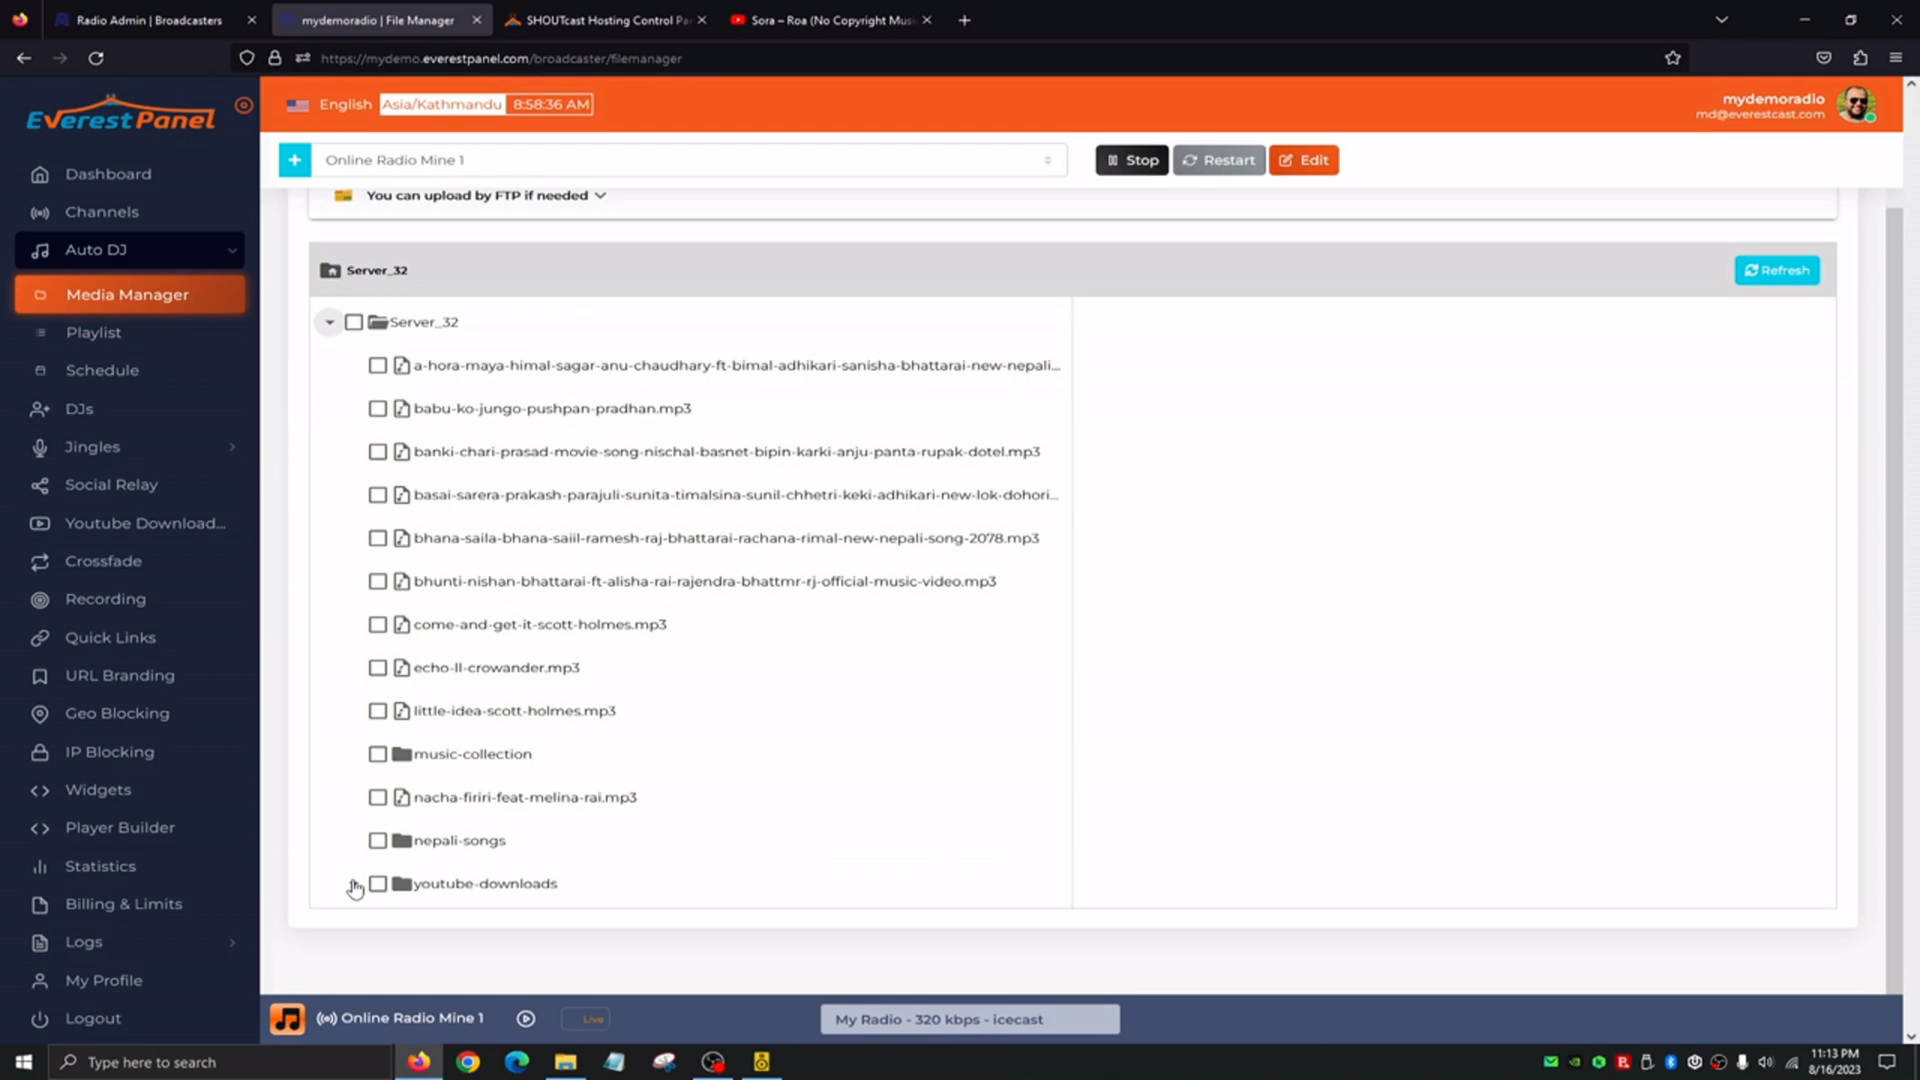 Radio Admin | Broadcasters
mydemoradio | File Manager
SHOUTcast Hosting Control Pa
Sora – Roa (No Copyright Mus
https://mydemo.everestpanel.com/broadcaster/filemanager
EverestPanel
English
Asia/Kathmandu
8:58:36 AM
mydemoradio
md@everestcast.com
Dashboard
Channels
Auto DJ
Media Manager
Playlist
Schedule
DJs
Jingles
Social Relay
Youtube Download...
Crossfade
Recording
Quick Links
URL Branding
Geo Blocking
IP Blocking
Widgets
Player Builder
Statistics
Billing & Limits
Logs
My Profile
Logout
+
Online Radio Mine 1
Stop
Restart
Edit
You can upload by FTP if needed
Server_32
Refresh
Server_32
a-hora-maya-himal-sagar-anu-chaudhary-ft-bimal-adhikari-sanisha-bhattarai-new-nepali...
babu-ko-jungo-pushpan-pradhan.mp3
banki-chari-prasad-movie-song-nischal-basnet-bipin-karki-anju-panta-rupak-dotel.mp3
basai-sarera-prakash-parajuli-sunita-timalsina-sunil-chhetri-keki-adhikari-new-lok-dohori...
bhana-saila-bhana-saiil-ramesh-raj-bhattarai-rachana-rimal-new-nepali-song-2078.mp3
bhunti-nishan-bhattarai-ft-alisha-rai-rajendra-bhattmr-rj-official-music-video.mp3
come-and-get-it-scott-holmes.mp3
echo-ll-crowander.mp3
little-idea-scott-holmes.mp3
music-collection
nacha-firiri-feat-melina-rai.mp3
nepali-songs
youtube-downloads
Online Radio Mine 1
Live
My Radio - 320 kbps - icecast
Type here to search
11:13 PM
8/16/2023